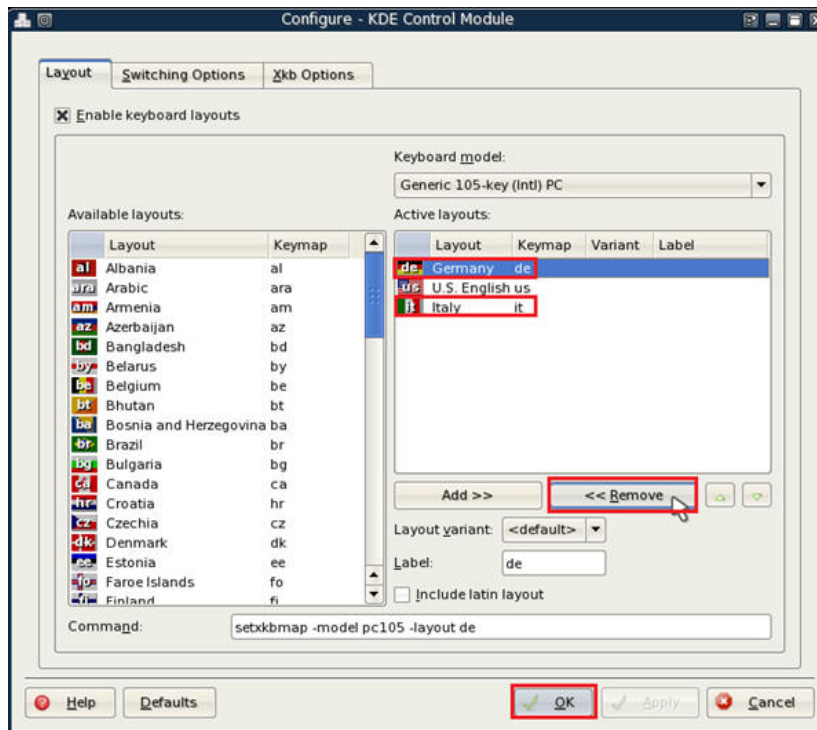 Configure - KDE Control Module
Layout Switching Options Xkb Options
Enable keyboard layouts
Keyboard model:
Generic 105-key (Intl) PC
Available layouts:
Layout Keymap
al Albania al
ara Arabic ara
am Armenia am
az Azerbaijan az
bd Bangladesh bd
by Belarus by
be Belgium be
bt Bhutan bt
ba Bosnia and Herzegovina ba
br Brazil br
bg Bulgaria bg
ca Canada ca
hr Croatia hr
cz Czechia cz
dk Denmark dk
ee Estonia ee
fo Faroe Islands fo
fi Finland fi
Active layouts:
Layout Keymap Variant Label
de Germany de
us U.S. English us
it Italy it
Add >> << Remove
Layout variant: <default>
Label: de
Include latin layout
Command: setxkbmap -model pc105 -layout de
Help Defaults OK Apply Cancel